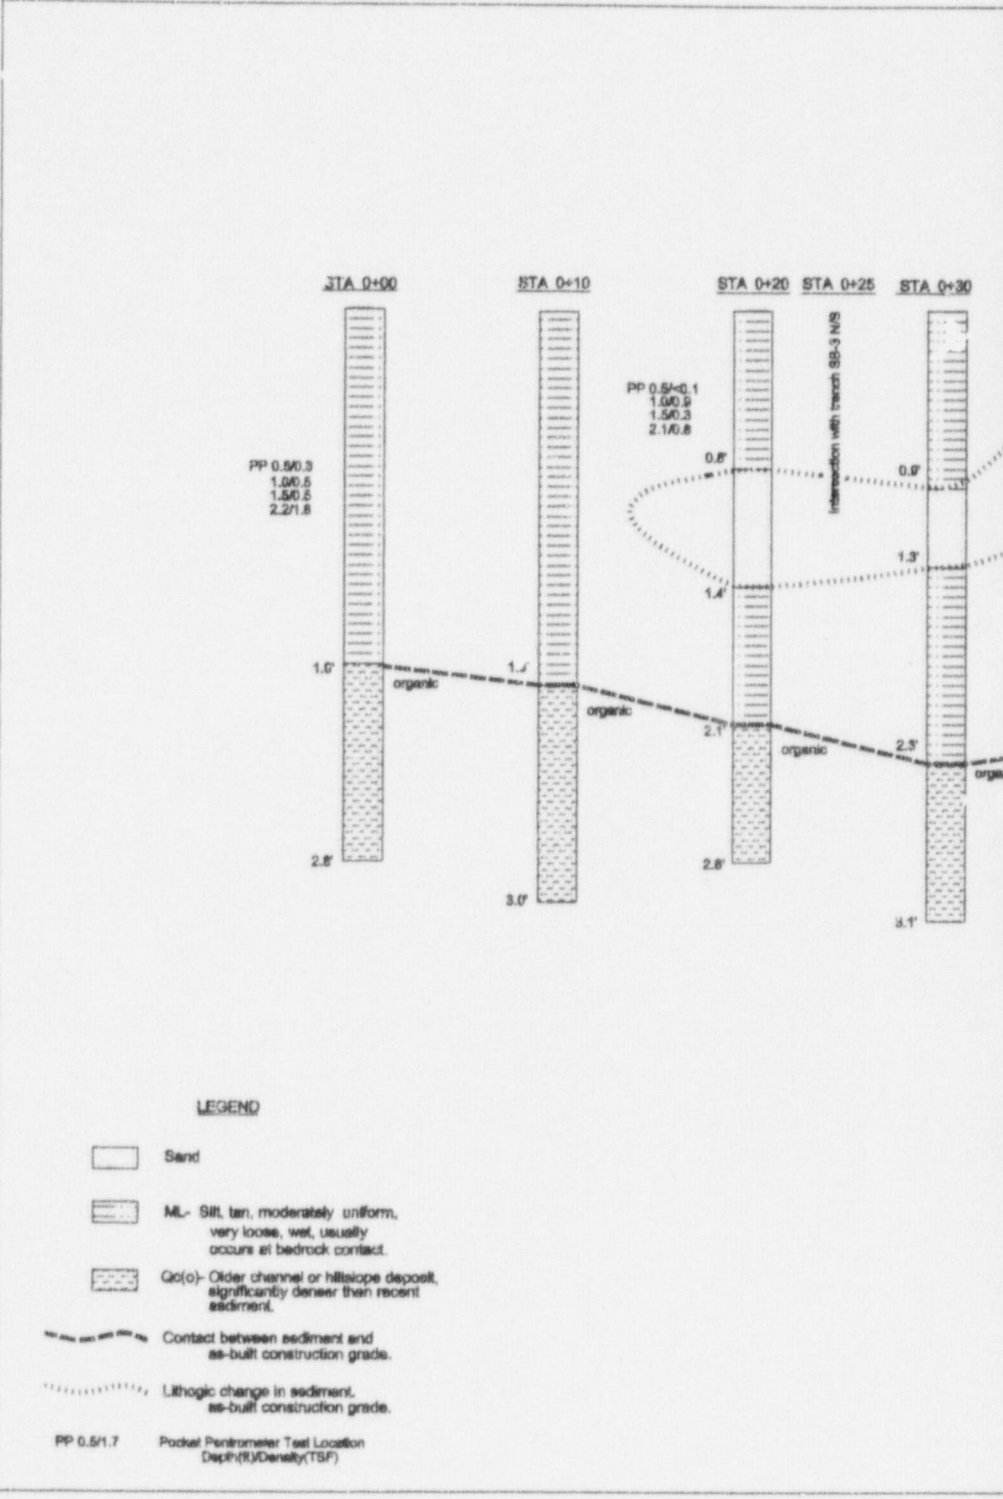 STA 0+00
STA 0+10
STA 0+20
STA 0+25
STA 0+30
Intersection with trench SB-3 N/S
PP 0.5/<0.1
1.0/0.9
1.5/0.3
2.1/0.8
0.8'
0.9'
PP 0.5/0.3
1.0/0.5
1.5/0.5
2.2/1.8
1.3'
1.4'
organic
organic
2.1'
organic
2.3'
2.8'
3.0'
2.8'
3.1'
LEGEND
Sand
ML- Silt, tan, moderately uniform,
very loose, wet, usually
occurs at bedrock contact.
Qc(o)- Older channel or hillslope deposit,
significantly denser than recent
sediment.
Contact between sediment and
as-built construction grade.
Lithogic change in sediment.
as-built construction grade.
PP 0.5/1.7
Pocket Pentrometer Test Location
Depth(ft)/Density(TSF)